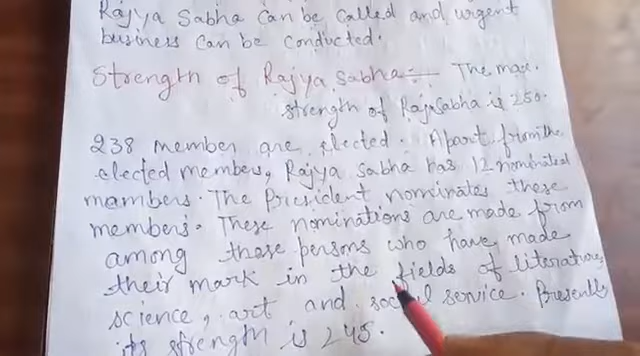 Rajya Sabha can be called and urgent
business can be conducted.
Strength of Rajya Sabha:- The max.
strength of Rajasabha is 250.
238 member are elected. Apart from the
elected members, Rajya Sabha has 12 nominated
mambers. The President nominates these
members. These nominations are made from
among those persons who have made
their mark in the fields of literature,
science, art and social service. Presently
its strength is 245.